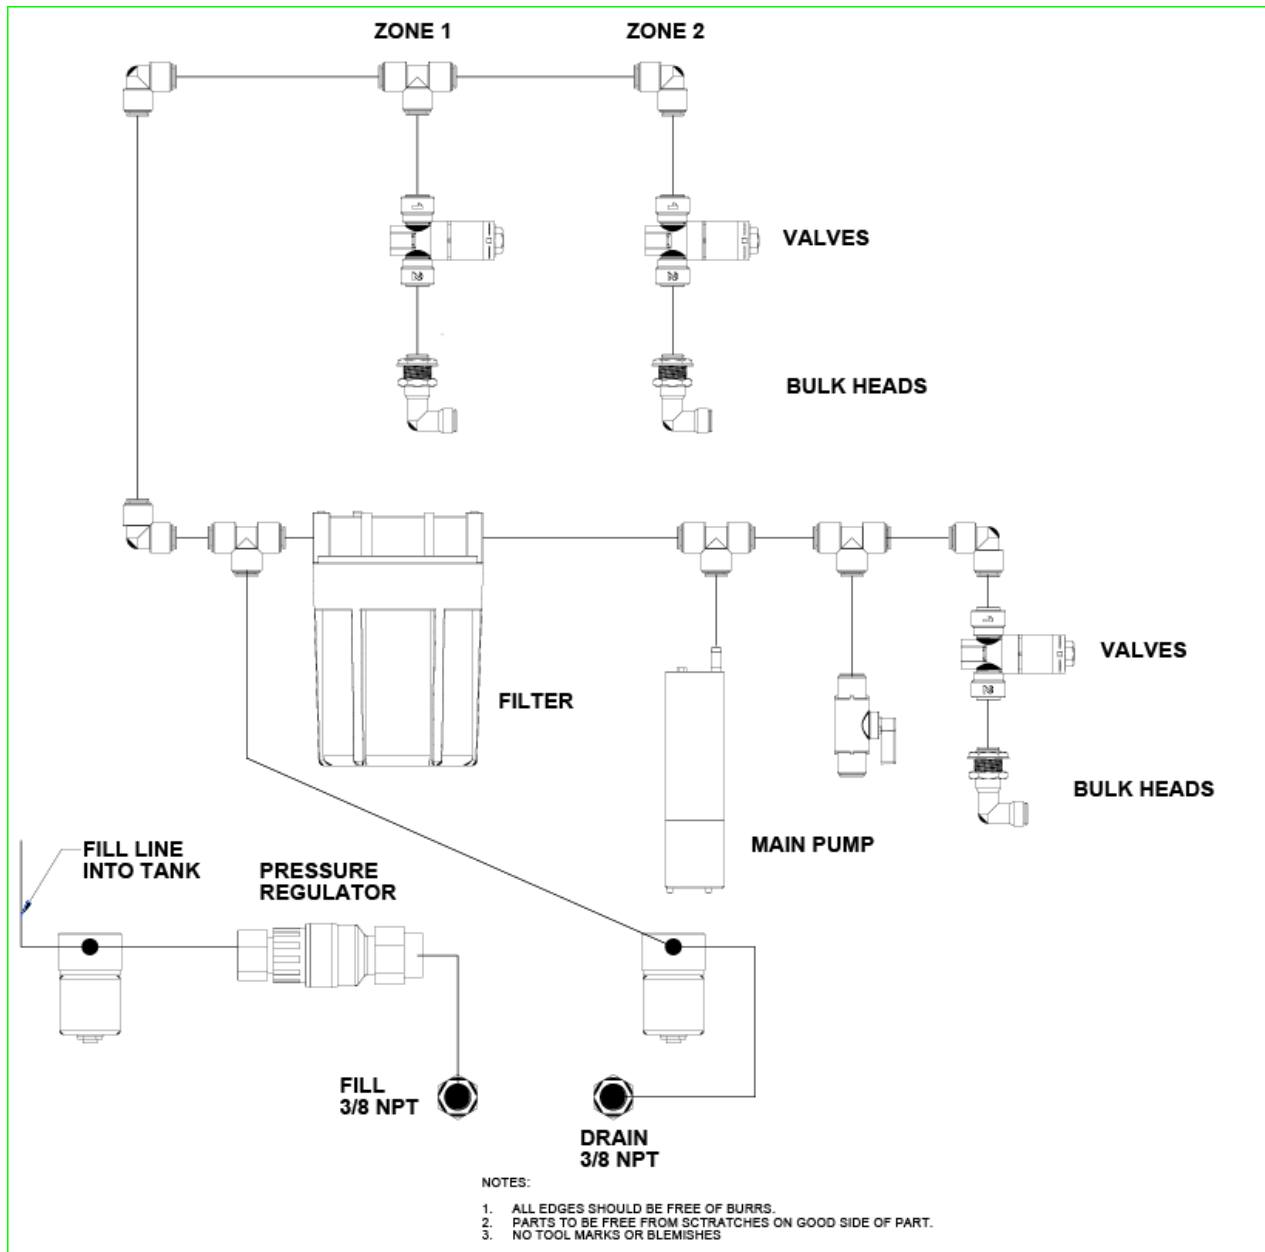 ZONE 1
ZONE 2
VALVES
BULK HEADS
FILTER
VALVES
BULK HEADS
MAIN PUMP
FILL LINE
INTO TANK
PRESSURE
REGULATOR
FILL
3/8 NPT
DRAIN
3/8 NPT
NOTES:
1. ALL EDGES SHOULD BE FREE OF BURRS.
2. PARTS TO BE FREE FROM SCTRATCHES ON GOOD SIDE OF PART.
3. NO TOOL MARKS OR BLEMISHES